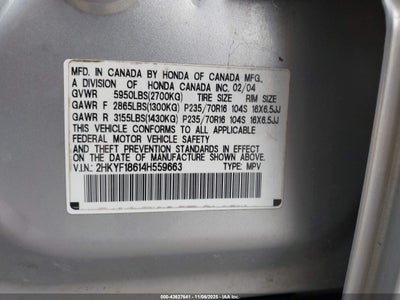 MFD. IN CANADA BY HONDA OF CANADA MFG.,
A DIVISION OF HONDA CANADA INC. 02/04
GVWR 5950LBS(2700KG) TIRE SIZE RIM SIZE
GAWR F 2865LBS(1300KG) P235/70R16 104S 16X6.5JJ
GAWR R 3155LBS(1430KG) P235/70R16 104S 16X6.5JJ
THIS VEHICLE CONFORMS TO ALL APPLICABLE
FEDERAL MOTOR VEHICLE SAFETY
AND THEFT PREVENTION STANDARDS IN EFFECT
ON THE DATE OF MANUFACTURE SHOWN ABOVE.
V.I.N.: 2HKYF18614H559663 TYPE: MPV
Owner - 43627641 - 11/06/2025 - IAA Inc.